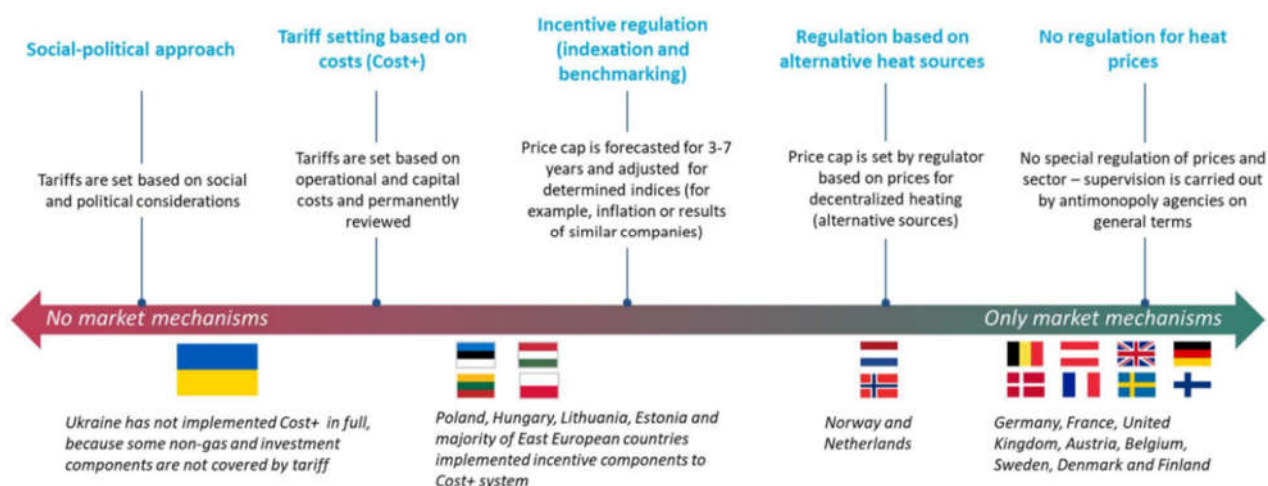 Social-political approach
Tariff setting based on
costs (Cost+)
Incentive regulation
(indexation and
benchmarking)
Regulation based on
alternative heat sources
No regulation for heat
prices
Tariffs are set based on social
and political considerations
Tariffs are set based on
operational and capital
costs and permanently
reviewed
Price cap is forecasted for 3-7
years and adjusted for
determined indices (for
example, inflation or results
of similar companies)
Price cap is set by regulator
based on prices for
decentralized heating
(alternative sources)
No special regulation of prices and
sector – supervision is carried out
by antimonopoly agencies on
general terms
No market mechanisms
Only market mechanisms
Ukraine has not implemented Cost+ in full,
because some non-gas and investment
components are not covered by tariff
Poland, Hungary, Lithuania, Estonia and
majority of East European countries
implemented incentive components to
Cost+ system
Norway and
Netherlands
Germany, France, United
Kingdom, Austria, Belgium,
Sweden, Denmark and Finland